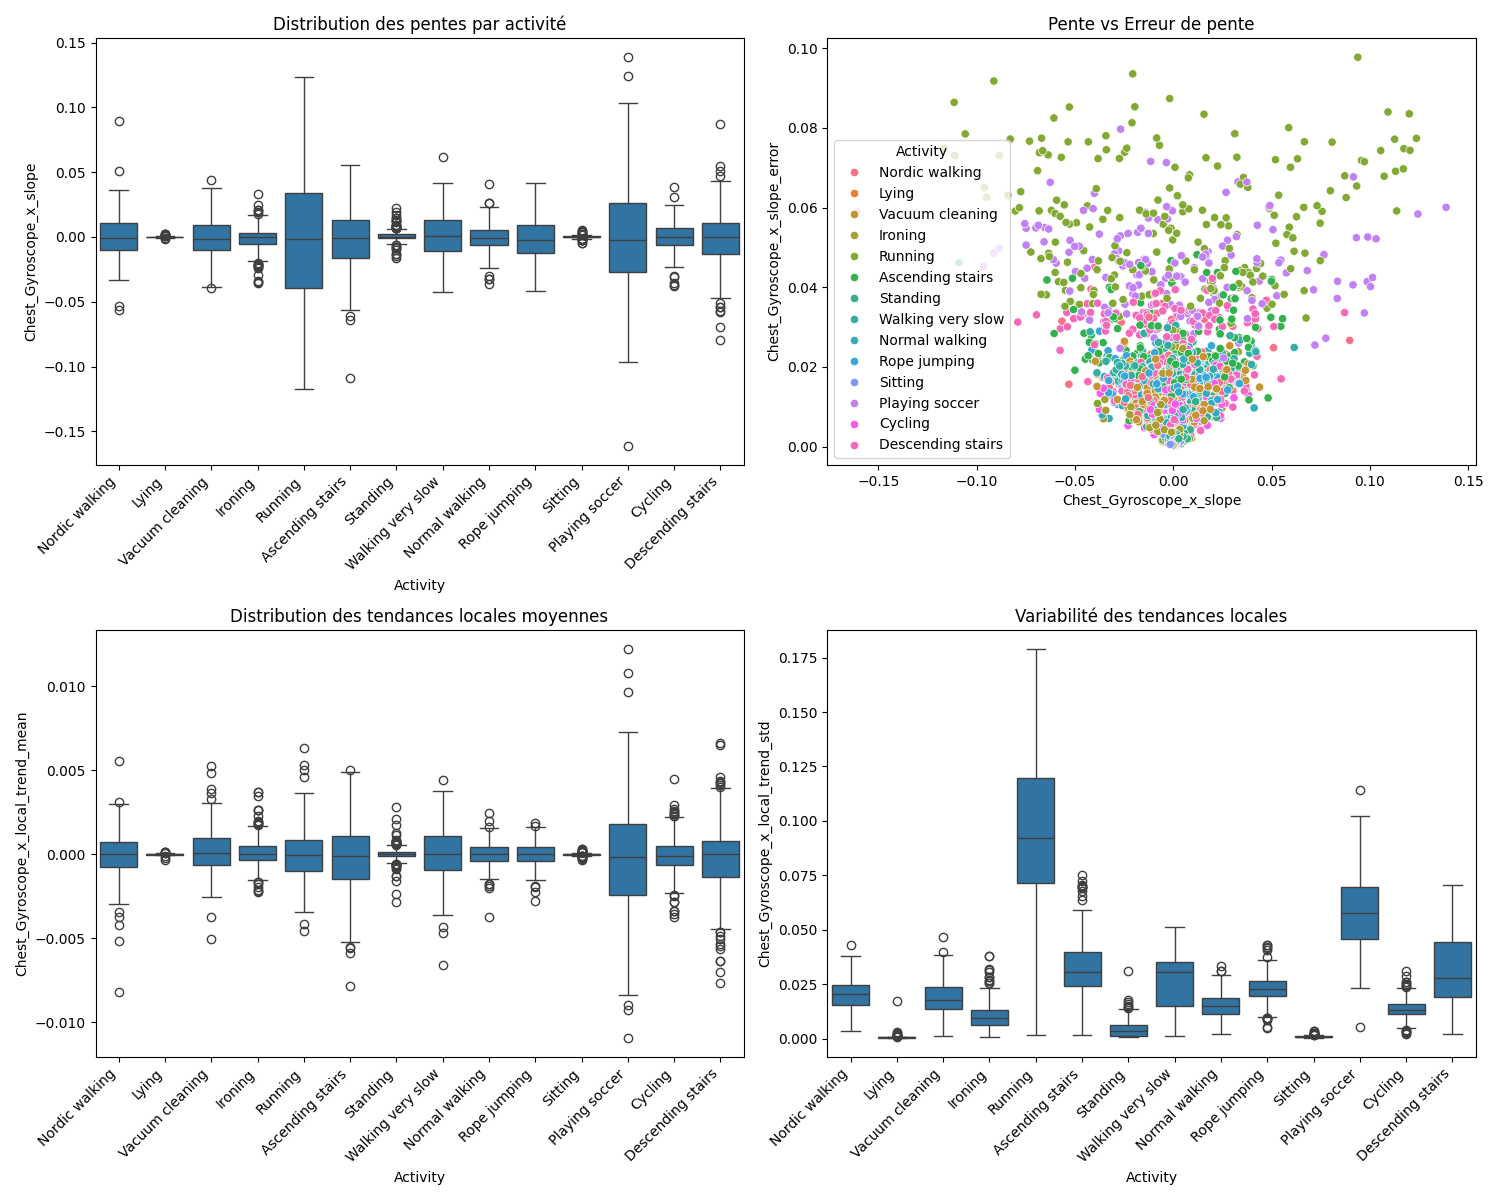 Distribution des pentes par activité
Chest_Gyroscope_x_slope
0.15
0.10
0.05
0.00
−0.05
−0.10
−0.15
Nordic walking
Lying
Vacuum cleaning
Ironing
Running
Ascending stairs
Standing
Walking very slow
Normal walking
Rope jumping
Sitting
Playing soccer
Cycling
Descending stairs
Activity
Pente vs Erreur de pente
Chest_Gyroscope_x_slope_error
0.10
0.08
0.06
0.04
0.02
0.00
Activity
Nordic walking
Lying
Vacuum cleaning
Ironing
Running
Ascending stairs
Standing
Walking very slow
Normal walking
Rope jumping
Sitting
Playing soccer
Cycling
Descending stairs
−0.15
−0.10
−0.05
0.00
0.05
0.10
0.15
Chest_Gyroscope_x_slope
Distribution des tendances locales moyennes
Chest_Gyroscope_x_local_trend_mean
0.010
0.005
0.000
−0.005
−0.010
Nordic walking
Lying
Vacuum cleaning
Ironing
Running
Ascending stairs
Standing
Walking very slow
Normal walking
Rope jumping
Sitting
Playing soccer
Cycling
Descending stairs
Activity
Variabilité des tendances locales
Chest_Gyroscope_x_local_trend_std
0.175
0.150
0.125
0.100
0.075
0.050
0.025
0.000
Nordic walking
Lying
Vacuum cleaning
Ironing
Running
Ascending stairs
Standing
Walking very slow
Normal walking
Rope jumping
Sitting
Playing soccer
Cycling
Descending stairs
Activity